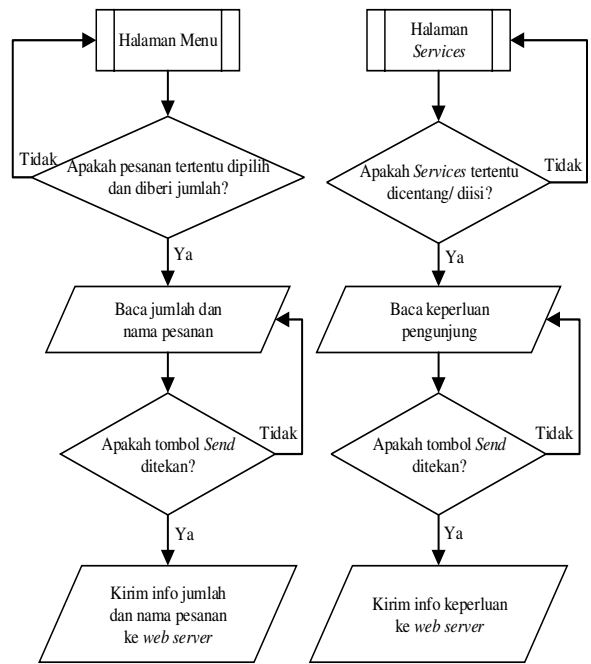 Halaman Menu
Tidak
Apakah pesanan tertentu dipilih
dan diberi jumlah?
Ya
Baca jumlah dan
nama pesanan
Tidak
Apakah tombol Send
ditekan?
Ya
Kirim info jumlah
dan nama pesanan
ke web server
Halaman
Services
Tidak
Apakah Services tertentu
dicentang/ diisi?
Ya
Baca keperluan
pengunjung
Tidak
Apakah tombol Send
ditekan?
Ya
Kirim info keperluan
ke web server